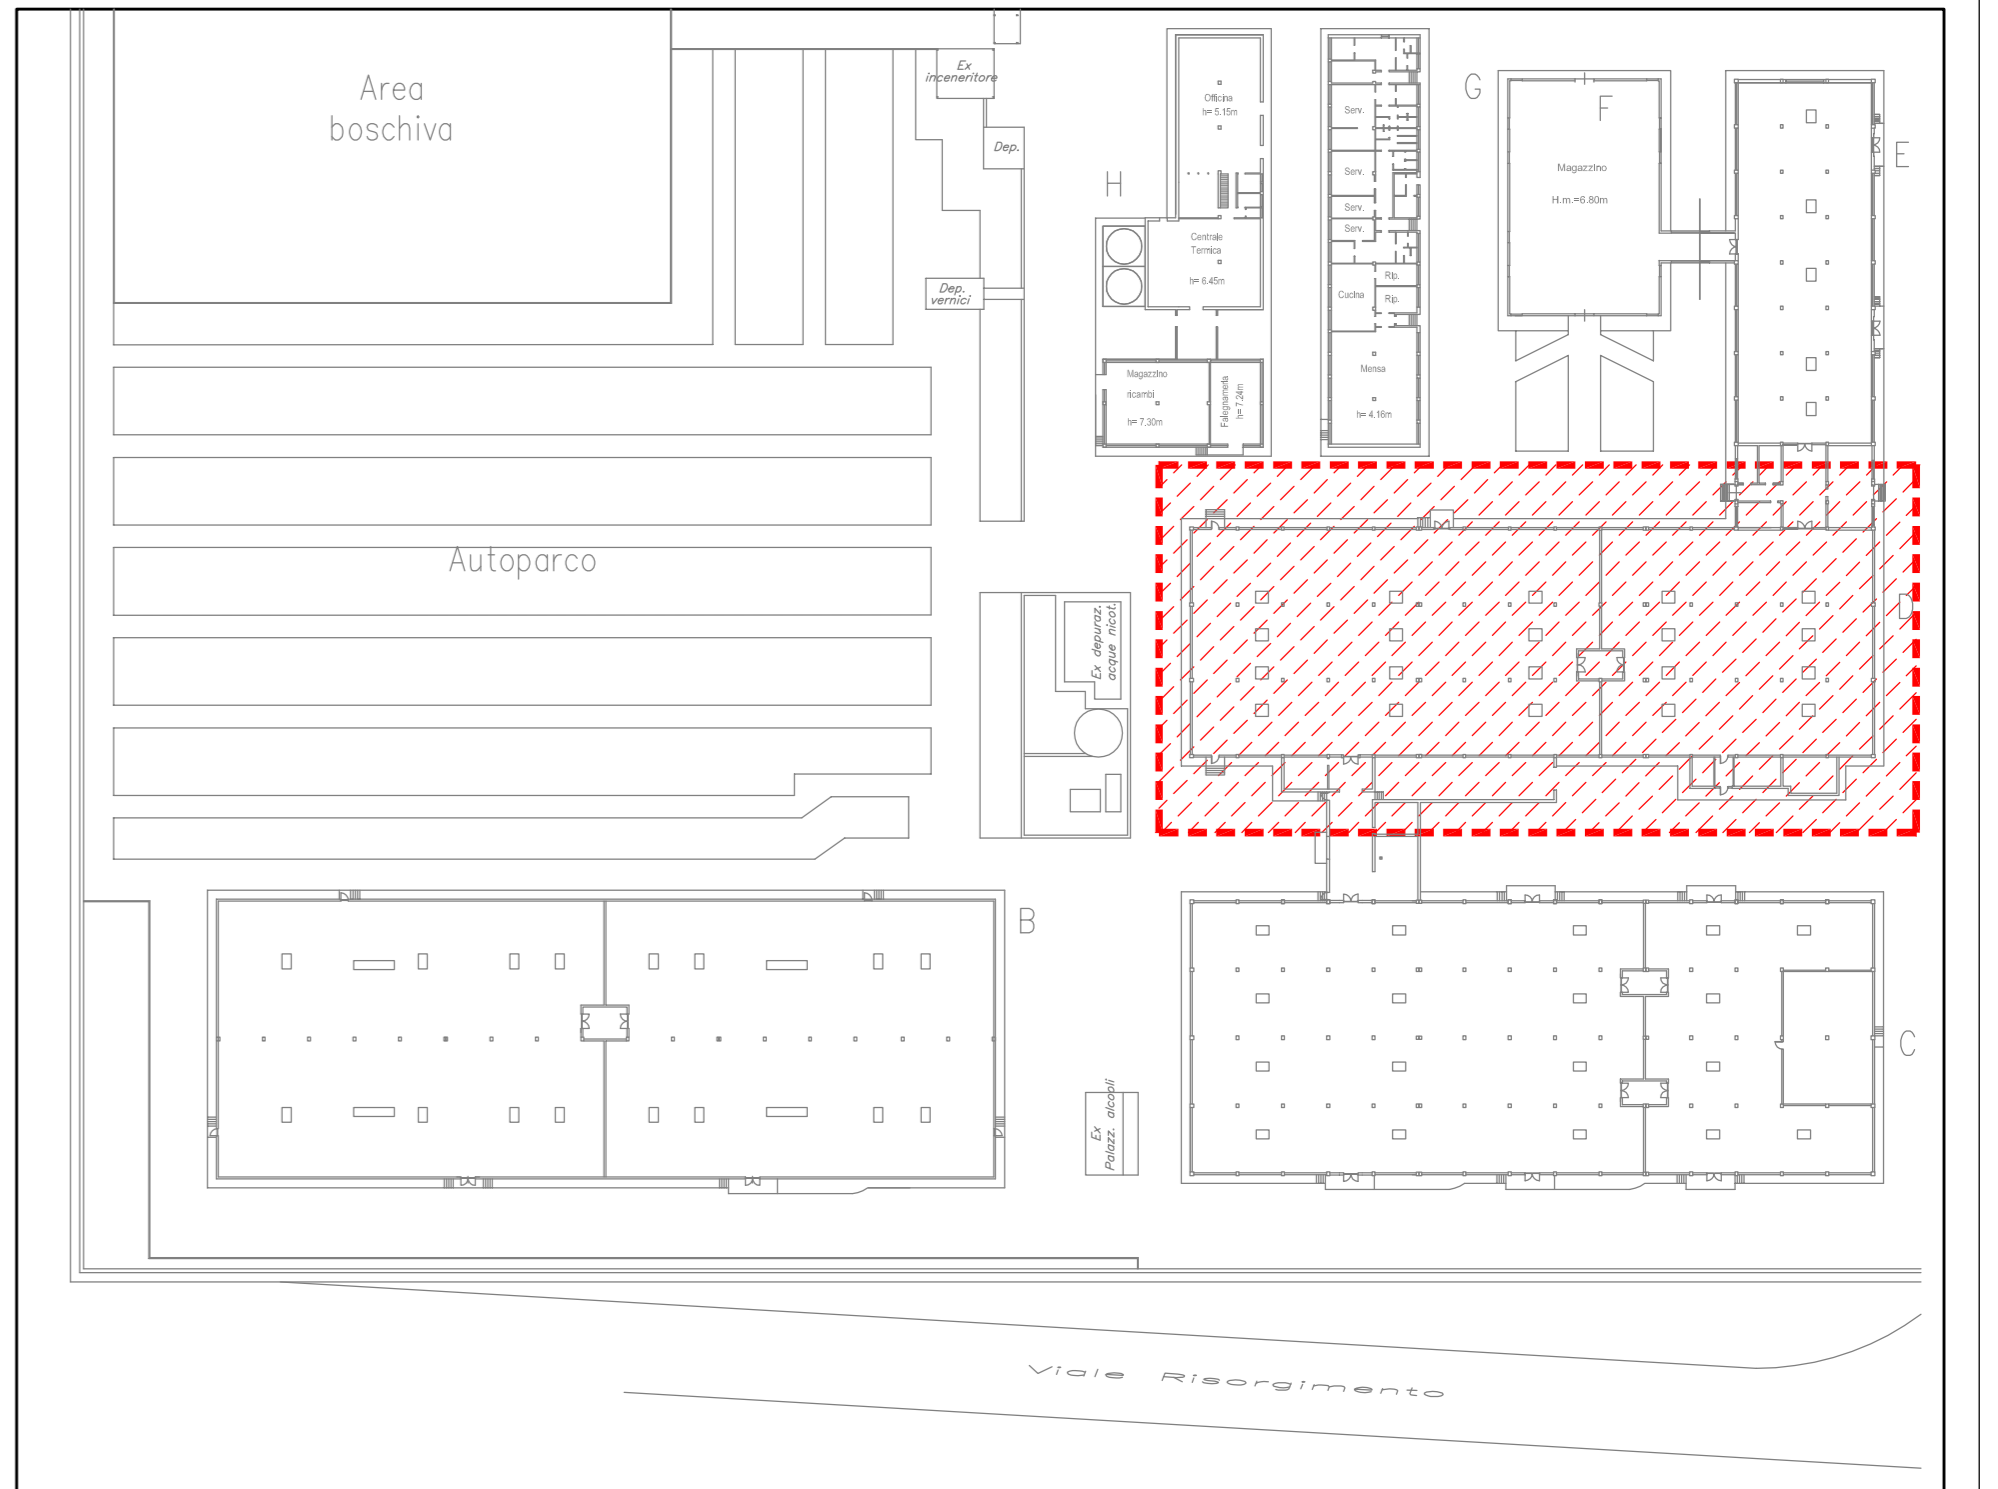 Area
boschiva
Ex
inceneritore
Dep.
Dep.
vernici
H
Officina
h= 5.15m
Centrale
Termica
h= 6.45m
Magazzino
ricambi
h= 7.30m
Falegnameria
h= 7.24m
Serv.
Serv.
Serv.
Serv.
Rip.
Cucina
Rip.
Mensa
h= 4.16m
G
F
Magazzino
H.m.=6.80m
E
Autoparco
Ex depuraz.
acque nicot.
D
B
C
Ex
Palazz. alcooli
Viale Risorgimento